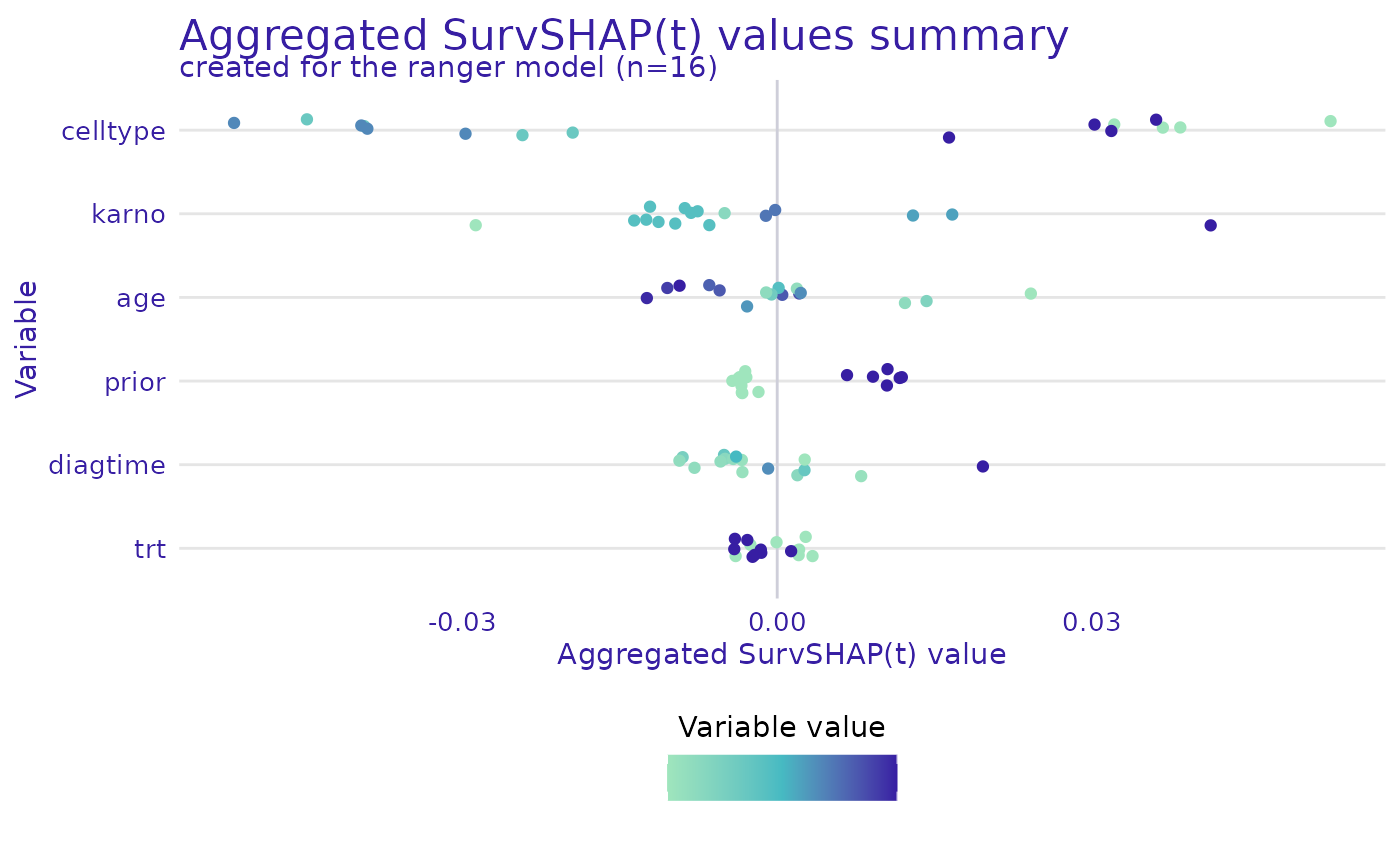 Aggregated SurvSHAP(t) values summary
created for the ranger model (n=16)
Variable
celltype
karno
age
prior
diagtime
trt
-0.03 0.00 0.03
Aggregated SurvSHAP(t) value
Variable value